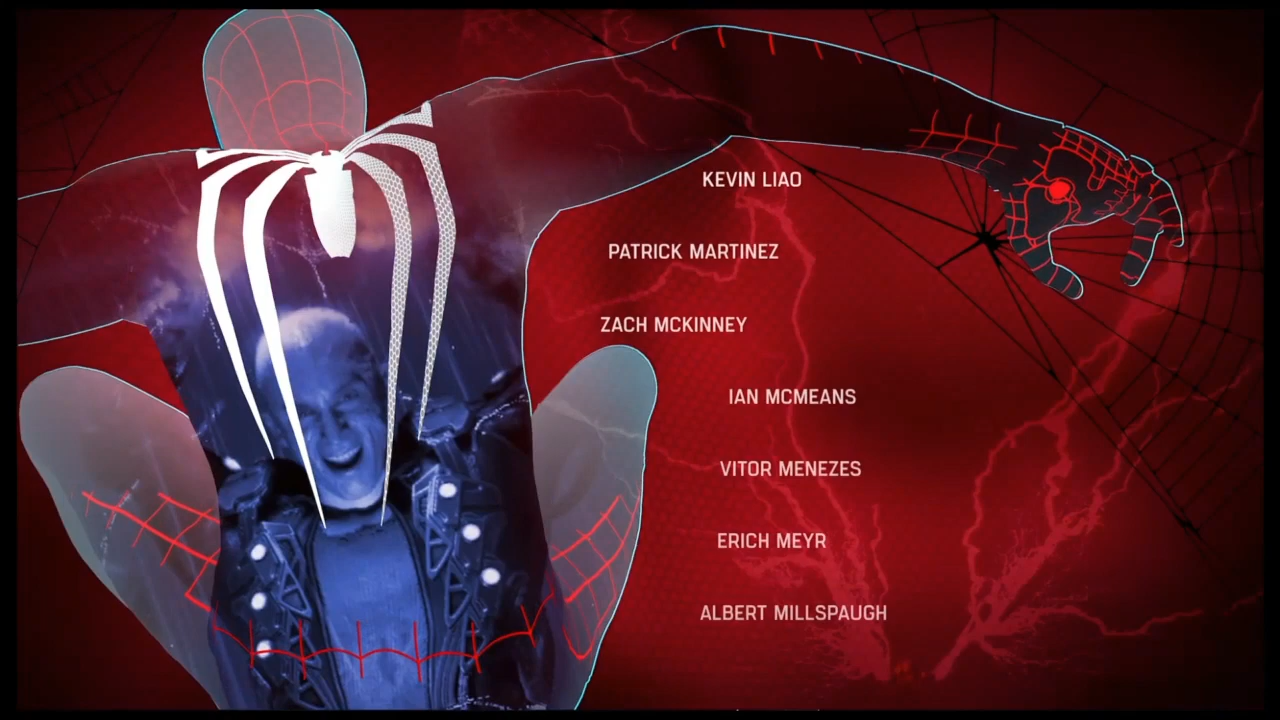 KEVIN LIAO
PATRICK MARTINEZ
ZACH MCKINNEY
IAN MCMEANS
VITOR MENEZES
ERICH MEYR
ALBERT MILLSPAUGH